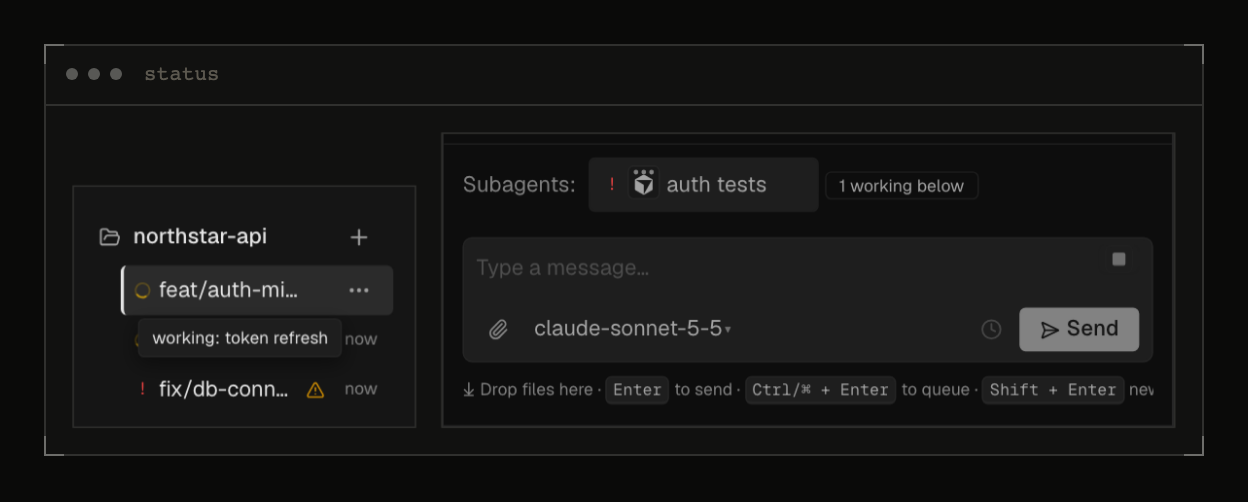 status
northstar-api
feat/auth-mi…
working: token refresh
now
! fix/db-conn… now
Subagents: ! auth tests 1 working below
Type a message…
claude-sonnet-5-5
Send
Drop files here · Enter to send · Ctrl/⌘ + Enter to queue · Shift + Enter nev